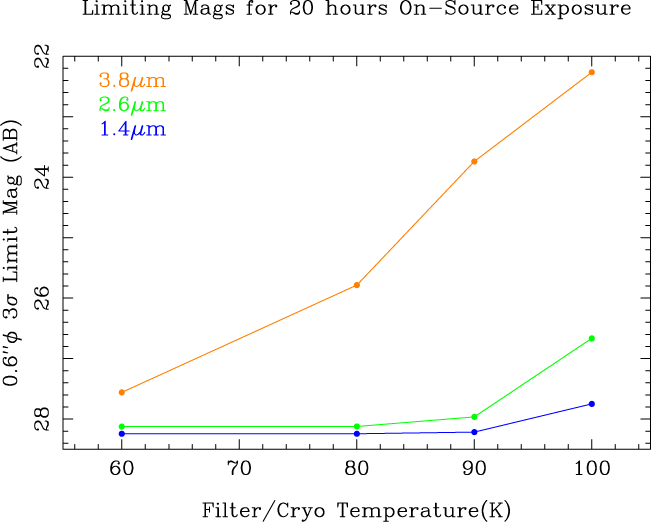 Limiting Mags for 20 hours On−Source Exposure
22
24
26
28
0.6"ϕ 3σ Limit Mag (AB)
3.8μm
2.6μm
1.4μm
60 70 80 90 100
Filter/Cryo Temperature(K)